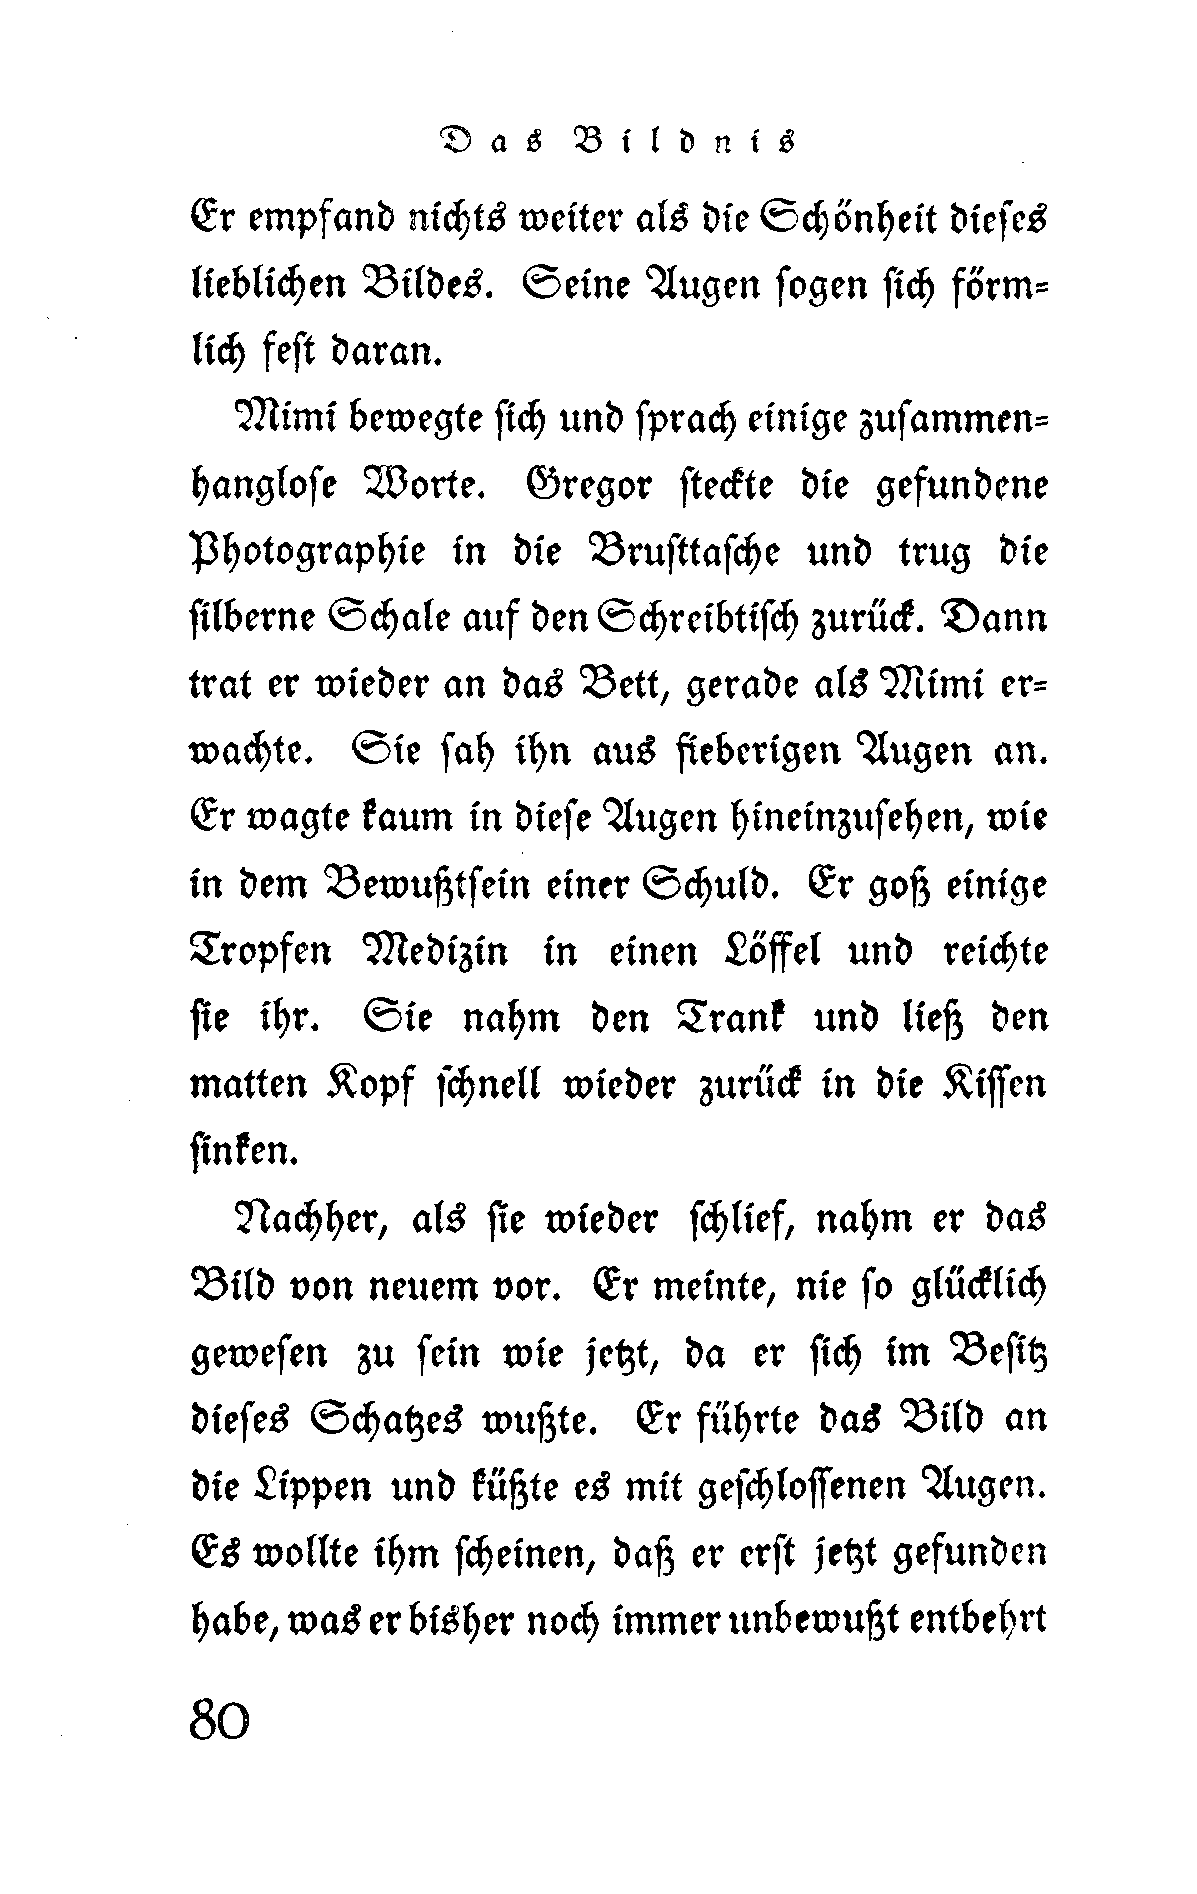 Das Bildnis
Er empfand nichts weiter als die Schönheit dieses
lieblichen Bildes. Seine Augen sogen sich förm-
lich fest daran.
Mimi bewegte sich und sprach einige zusammen-
hanglose Worte. Gregor steckte die gefundene
Photographie in die Brusttasche und trug die
silberne Schale auf den Schreibtisch zurück. Dann
trat er wieder an das Bett, gerade als Mimi er-
wachte. Sie sah ihn aus fieberigen Augen an.
Er wagte kaum in diese Augen hineinzusehen, wie
in dem Bewußtsein einer Schuld. Er goß einige
Tropfen Medizin in einen Löffel und reichte
sie ihr. Sie nahm den Trank und ließ den
matten Kopf schnell wieder zurück in die Kissen
sinken.
Nachher, als sie wieder schlief, nahm er das
Bild von neuem vor. Er meinte, nie so glücklich
gewesen zu sein wie jetzt, da er sich im Besitz
dieses Schatzes wußte. Er führte das Bild an
die Lippen und küßte es mit geschlossenen Augen.
Es wollte ihm scheinen, daß er erst jetzt gefunden
habe, was er bisher noch immer unbewußt entbehrt
80